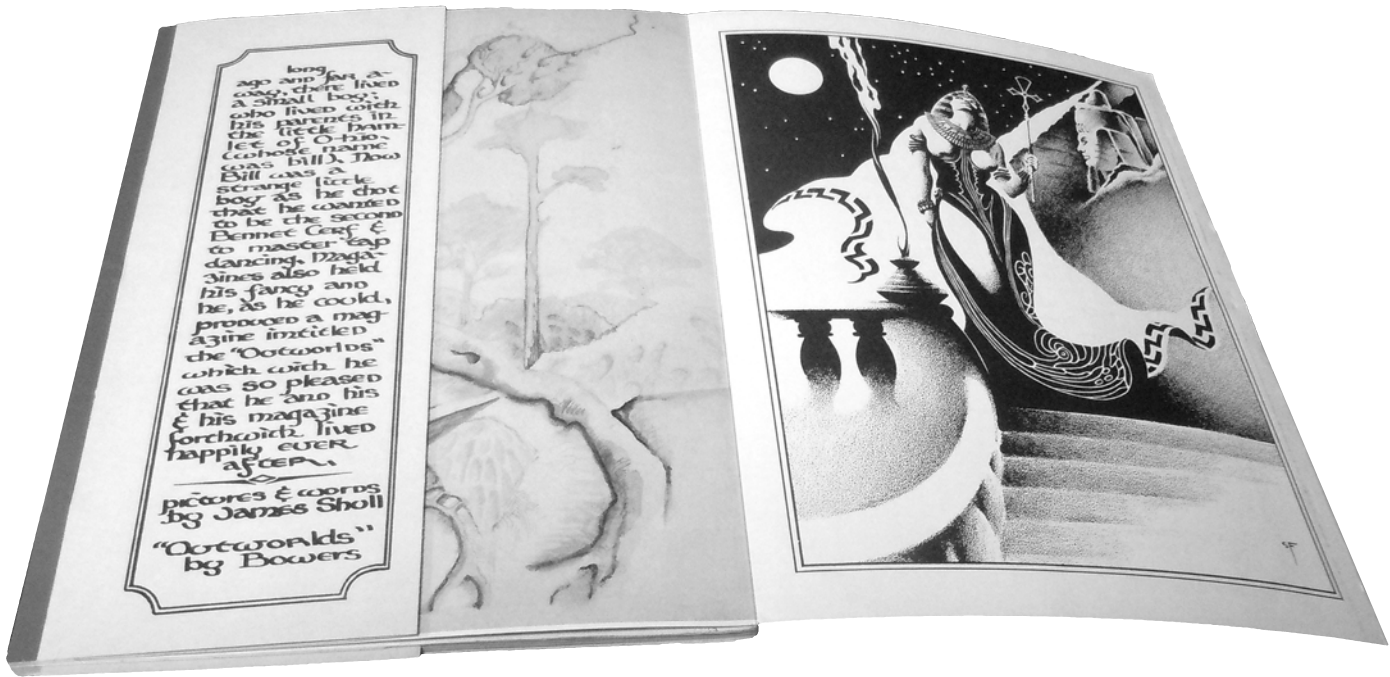 long
ago and far a-
way, there lived
a small boy;
who lived with
his parents in
the little ham-
let of O-hio.
(whose name
was bill). Now
Bill was a
strange little
boy as he thot
that he wanted
to be the second
Bennet Cerf &
to master tap
dancing. Maga-
zines also held
his fancy and
he, as he could,
produced a mag-
azine imtitled
the "Outworlds"
which wich he
was so pleased
that he and his
& his magazine
forthwith lived
happily ever
after.
pictures & words
by James Sholl
"Outworlds"
by Bowers
SF